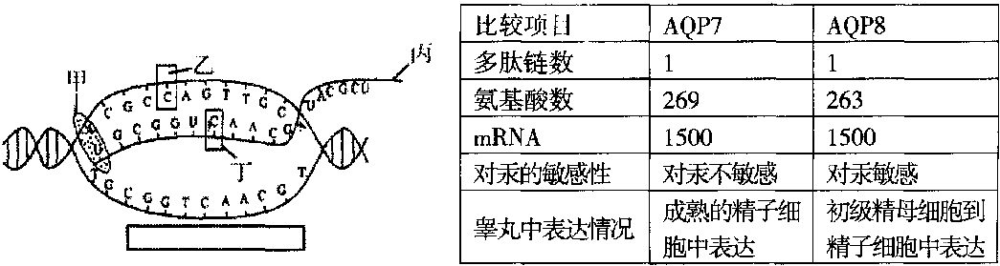 甲
乙
丙
丁
A C G C C A G T T G C A
U G C G G U C A A C G A UACGCU
T G C G G T C A A C G T
比较项目 AQP7 AQP8
多肽链数 1 1
氨基酸数 269 263
mRNA 1500 1500
对汞的敏感性 对汞不敏感 对汞敏感
睾丸中表达情况 成熟的精子细胞中表达 初级精母细胞到精子细胞中表达